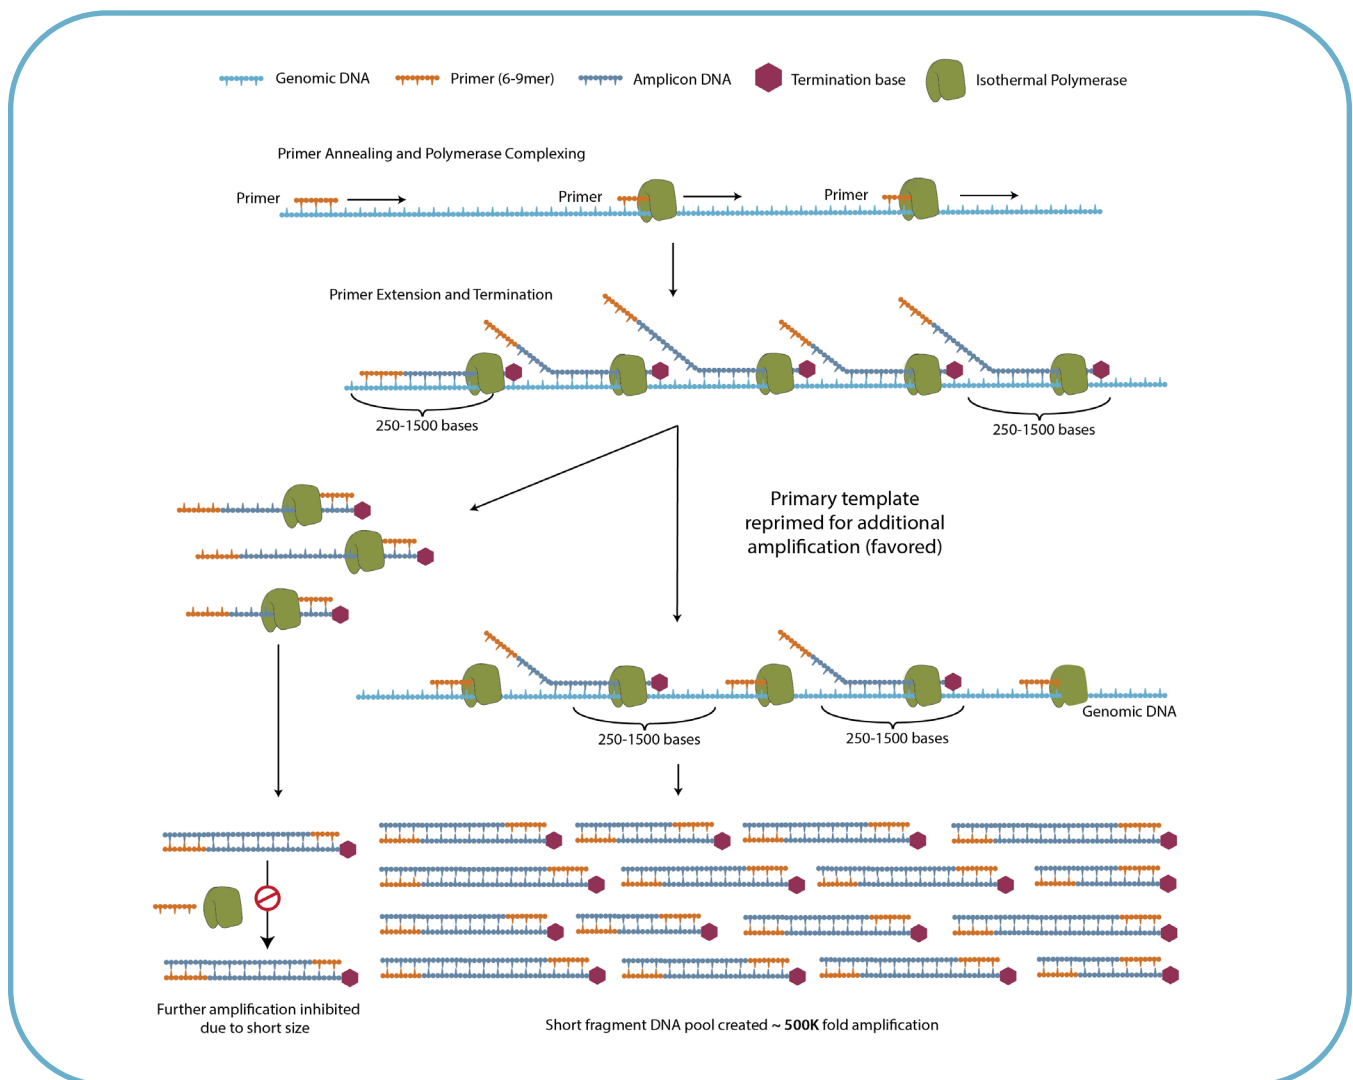 Genomic DNA
Primer (6-9mer)
Amplicon DNA
Termination base
Isothermal Polymerase
Primer Annealing and Polymerase Complexing
Primer
Primer
Primer
Primer Extension and Termination
250-1500 bases
250-1500 bases
Primary template
reprimed for additional
amplification (favored)
Genomic DNA
250-1500 bases
250-1500 bases
Further amplification inhibited
due to short size
Short fragment DNA pool created ~ 500K fold amplification